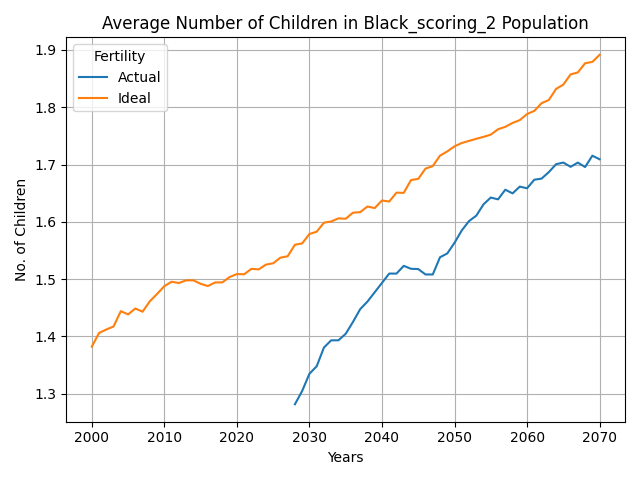 Average Number of Children in Black_scoring_2 Population
Fertility
Actual
Ideal
No. of Children
1.9
1.8
1.7
1.6
1.5
1.4
1.3
2000 2010 2020 2030 2040 2050 2060 2070
Years